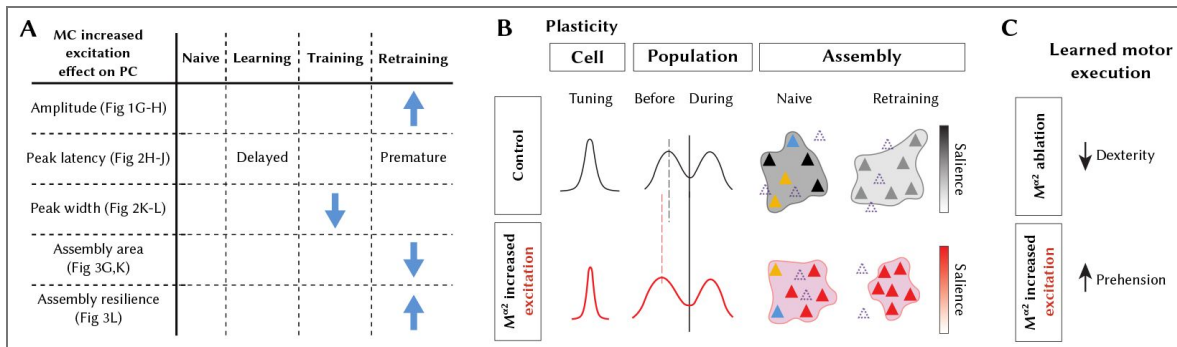 A
MC increased
excitation
effect on PC
Naive
Learning
Training
Retraining
Amplitude (Fig 1G-H)
Peak latency (Fig 2H-J)
Delayed
Premature
Peak width (Fig 2K-L)
Assembly area
(Fig 3G,K)
Assembly resilience
(Fig 3L)
B
Plasticity
Cell
Population
Assembly
Tuning
Before
During
Naive
Retraining
Control
Salience
Mα2 increased
excitation
Salience
C
Learned motor
execution
Mα2 ablation
Dexterity
Mα2 increased
excitation
Prehension